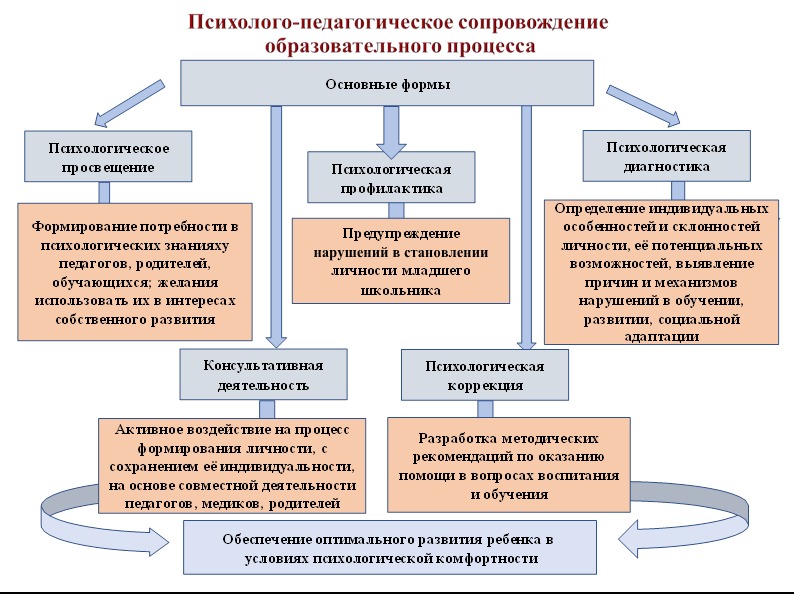 Психолого-педагогическое сопровождение
образовательного процесса
Основные формы
Психологическое
просвещение
Формирование потребности в
психологических знанияху
педагогов, родителей,
обучающихся; желания
использовать их в интересах
собственного развития
Психологическая
профилактика
Предупреждение
нарушений в становлении
личности младшего
школьника
Психологическая
диагностика
Определение индивидуальных
особенностей и склонностей
личности, её потенциальных
возможностей, выявление
причин и механизмов
нарушений в обучении,
развитии, социальной
адаптации
Консультативная
деятельность
Активное воздействие на процесс
формирования личности, с
сохранением её индивидуальности,
на основе совместной деятельности
педагогов, медиков, родителей
Психологическая
коррекция
Разработка методических
рекомендаций по оказанию
помощи в вопросах воспитания
и обучения
Обеспечение оптимального развития ребенка в
условиях психологической комфортности